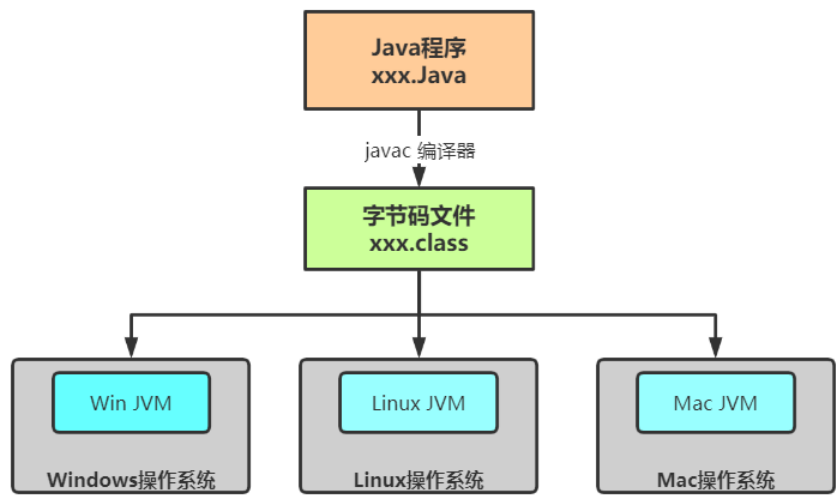 Java程序
xxx.Java
javac 编译器
字节码文件
xxx.class
Win JVM
Linux JVM
Mac JVM
Windows操作系统
Linux操作系统
Mac操作系统